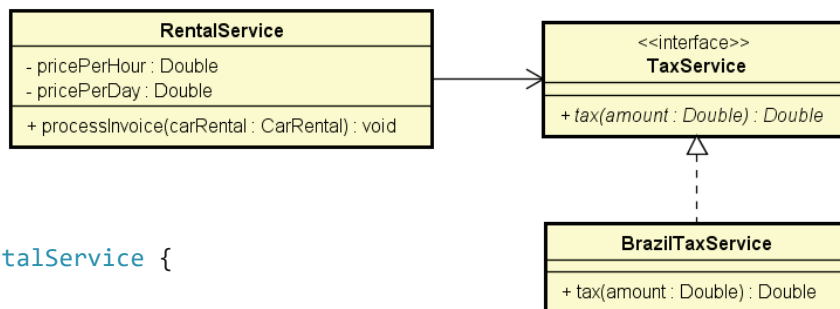 RentalService
- pricePerHour : Double
- pricePerDay : Double
+ processInvoice(carRental : CarRental) : void
<<interface>>
TaxService
+ tax(amount : Double) : Double
BrazilTaxService
+ tax(amount : Double) : Double
talService {